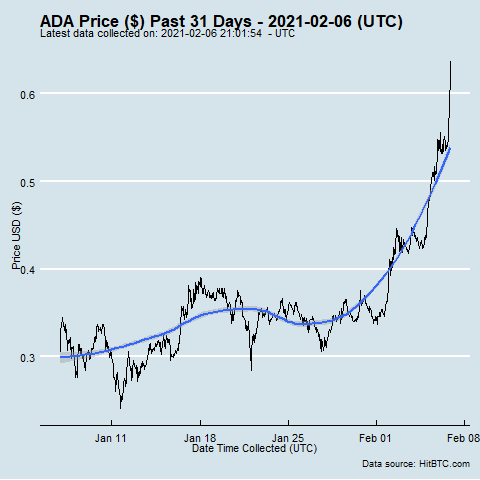 ADA Price ($) Past 31 Days - 2021-02-06 (UTC)
Latest data collected on: 2021-02-06 21:01:54 - UTC
0.6
0.5
0.4
0.3
Price USD ($)
Jan 11
Jan 18
Jan 25
Feb 01
Feb 08
Date Time Collected (UTC)
Data source: HitBTC.com